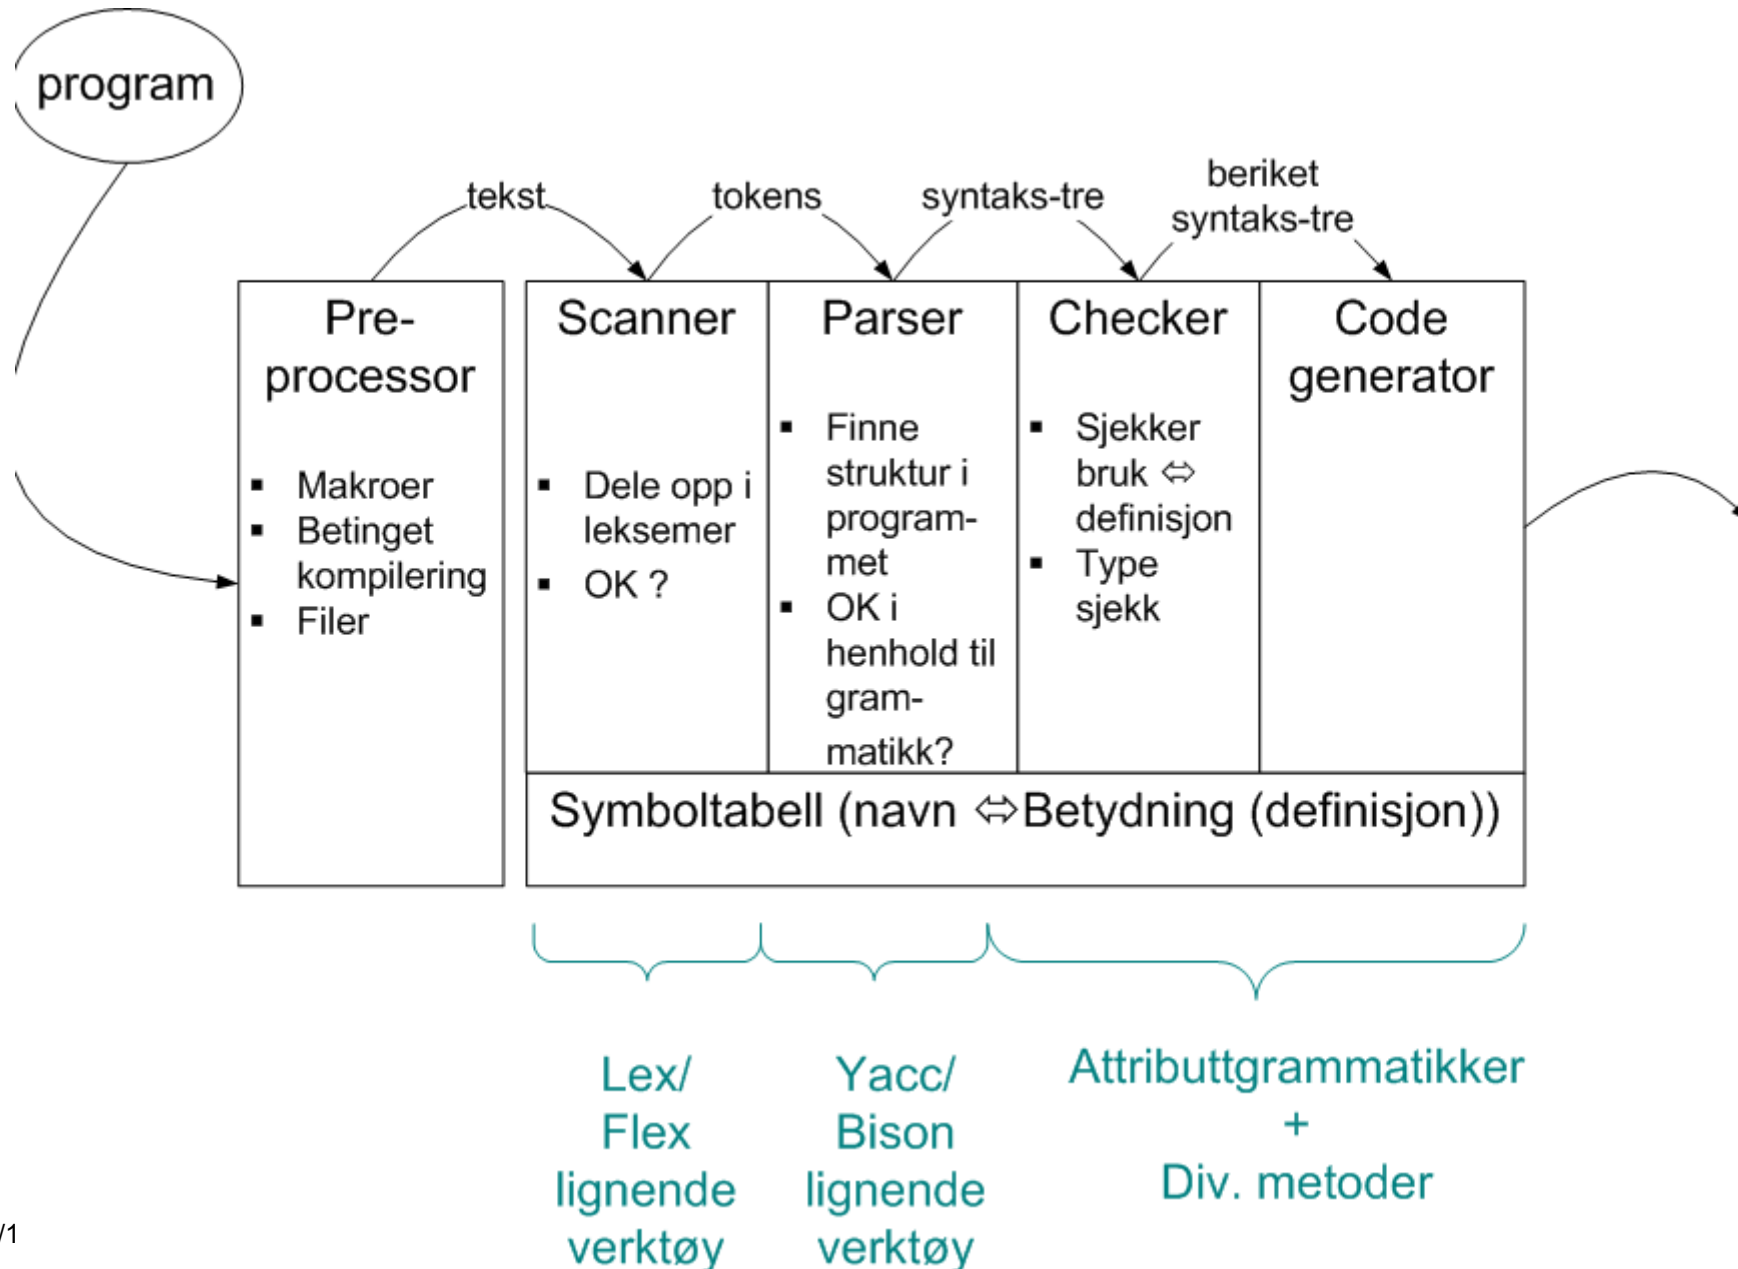 program
tekst
tokens
syntaks-tre
beriket
syntaks-tre
Pre-
processor
▪ Makroer
▪ Betinget
kompilering
▪ Filer
Scanner
▪ Dele opp i
leksemer
▪ OK ?
Parser
▪ Finne
struktur i
program-
met
▪ OK i
henhold til
gram-
matikk?
Checker
▪ Sjekker
bruk ⇔
definisjon
▪ Type
sjekk
Code
generator
Symboltabell (navn ⇔Betydning (definisjon))
Lex/
Flex
lignende
verktøy
Yacc/
Bison
lignende
verktøy
Attributtgrammatikker
+
Div. metoder
/1